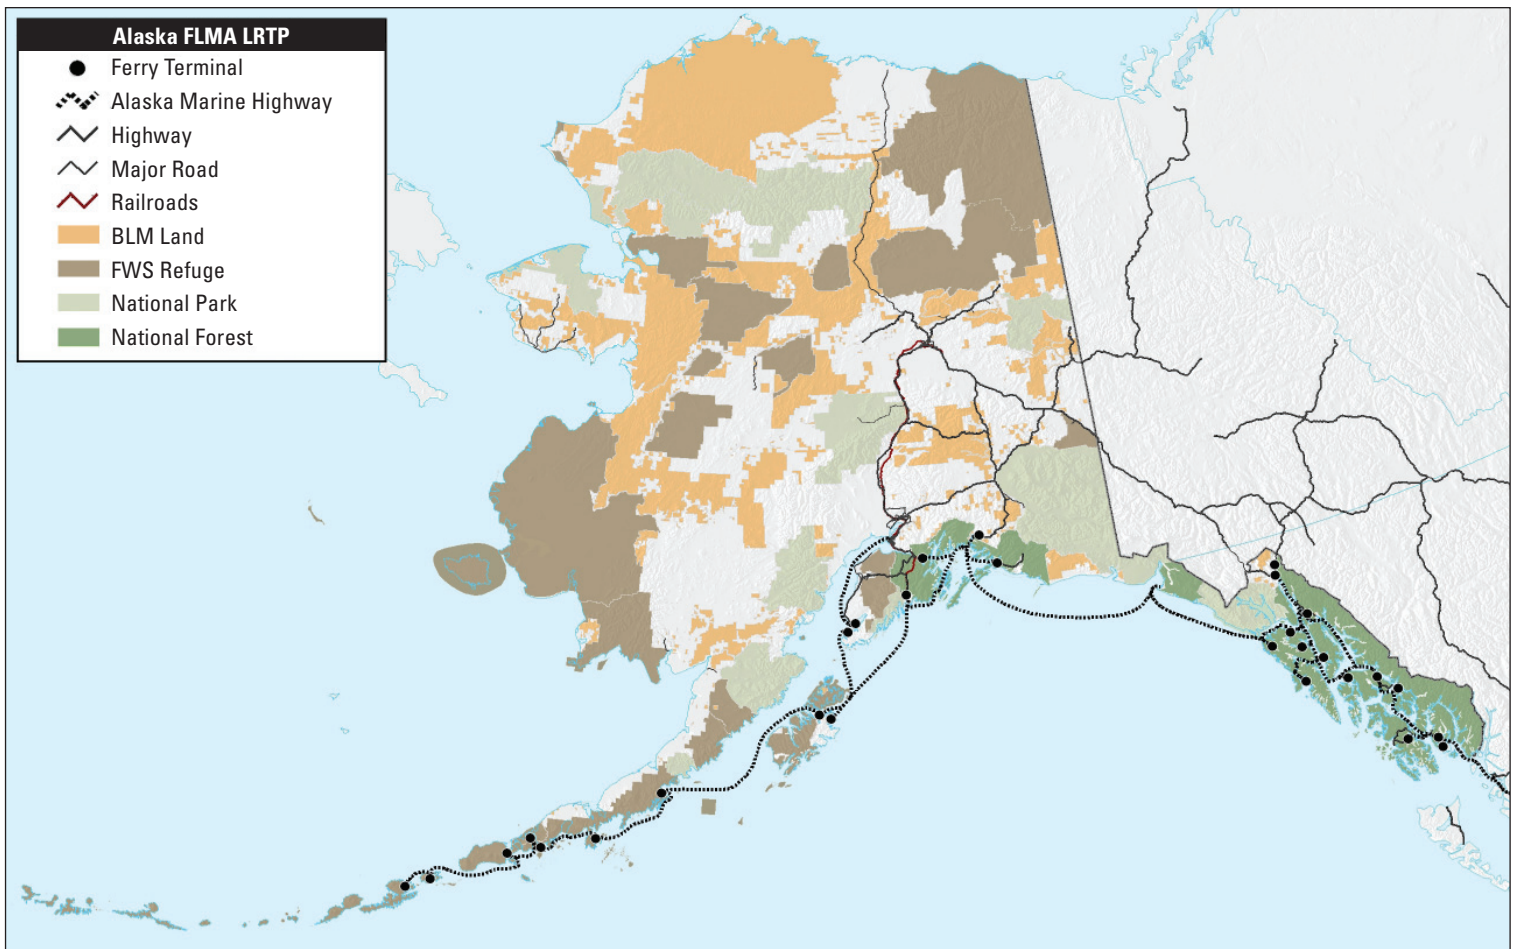 Alaska FLMA LRTP
Ferry Terminal
Alaska Marine Highway
Highway
Major Road
Railroads
BLM Land
FWS Refuge
National Park
National Forest